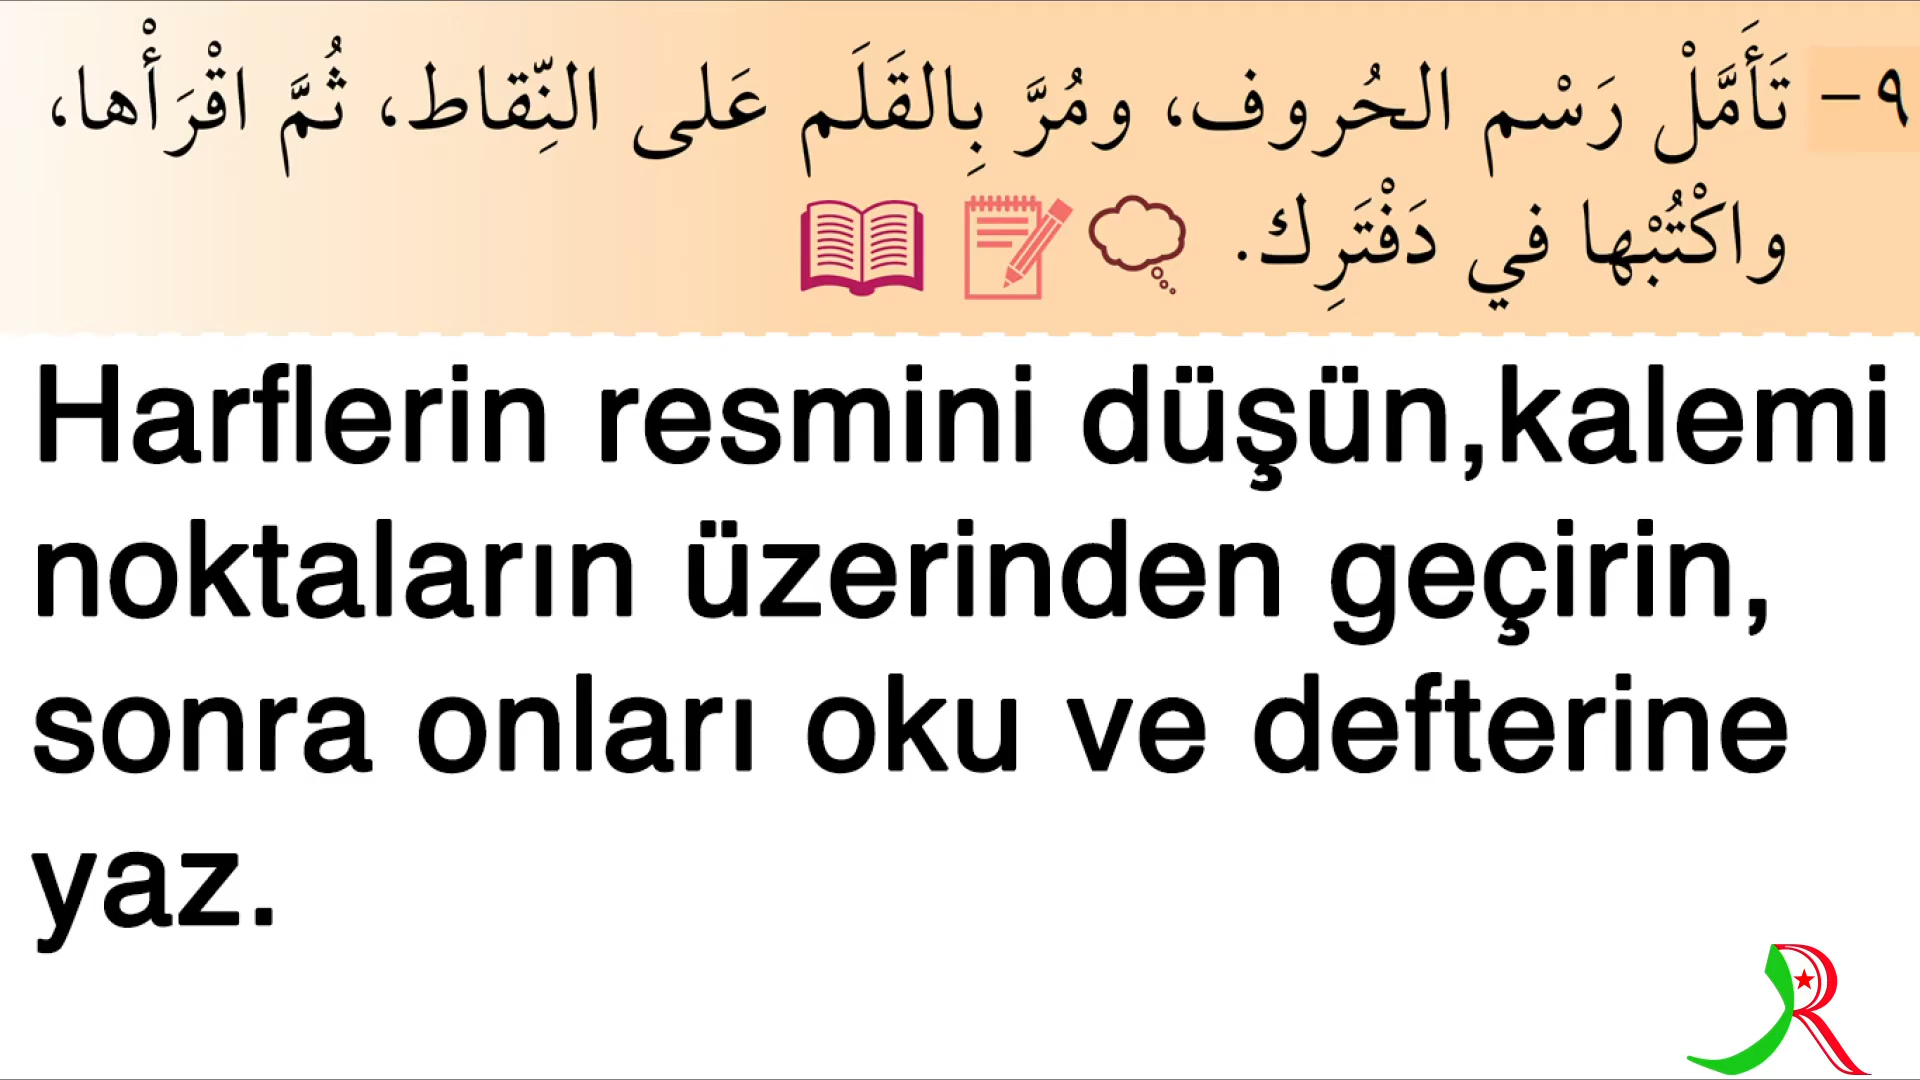 ٩- تَأَمَّلْ رَسْم الحُروف، ومُرَّ بِالقَلَم عَلى النِّقاط، ثُمَّ اقْرَأْها،
واكْتُبْها في دَفْتَرِك.
Harflerin resmini düşün,kalemi
noktaların üzerinden geçirin,
sonra onları oku ve defterine
yaz.